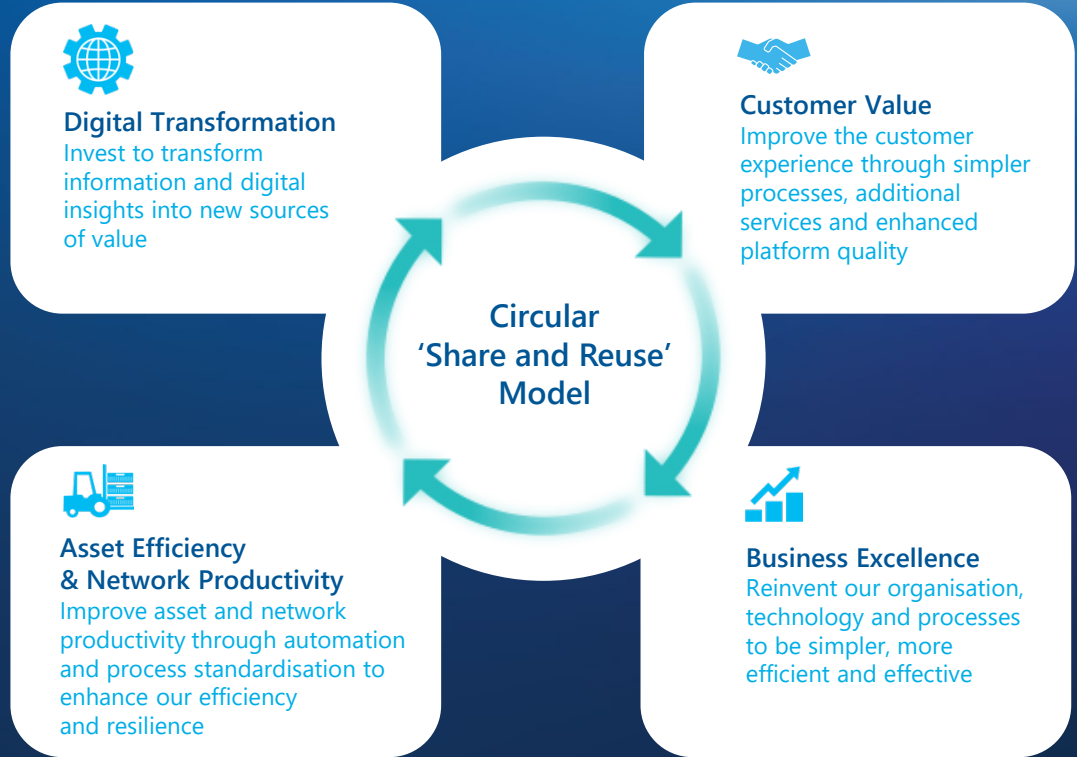 Digital Transformation
Invest to transform
information and digital
insights into new sources
of value
Customer Value
Improve the customer
experience through simpler
processes, additional
services and enhanced
platform quality
Circular
‘Share and Reuse’
Model
Asset Efficiency
& Network Productivity
Improve asset and network
productivity through automation
and process standardisation to
enhance our efficiency
and resilience
Business Excellence
Reinvent our organisation,
technology and processes
to be simpler, more
efficient and effective